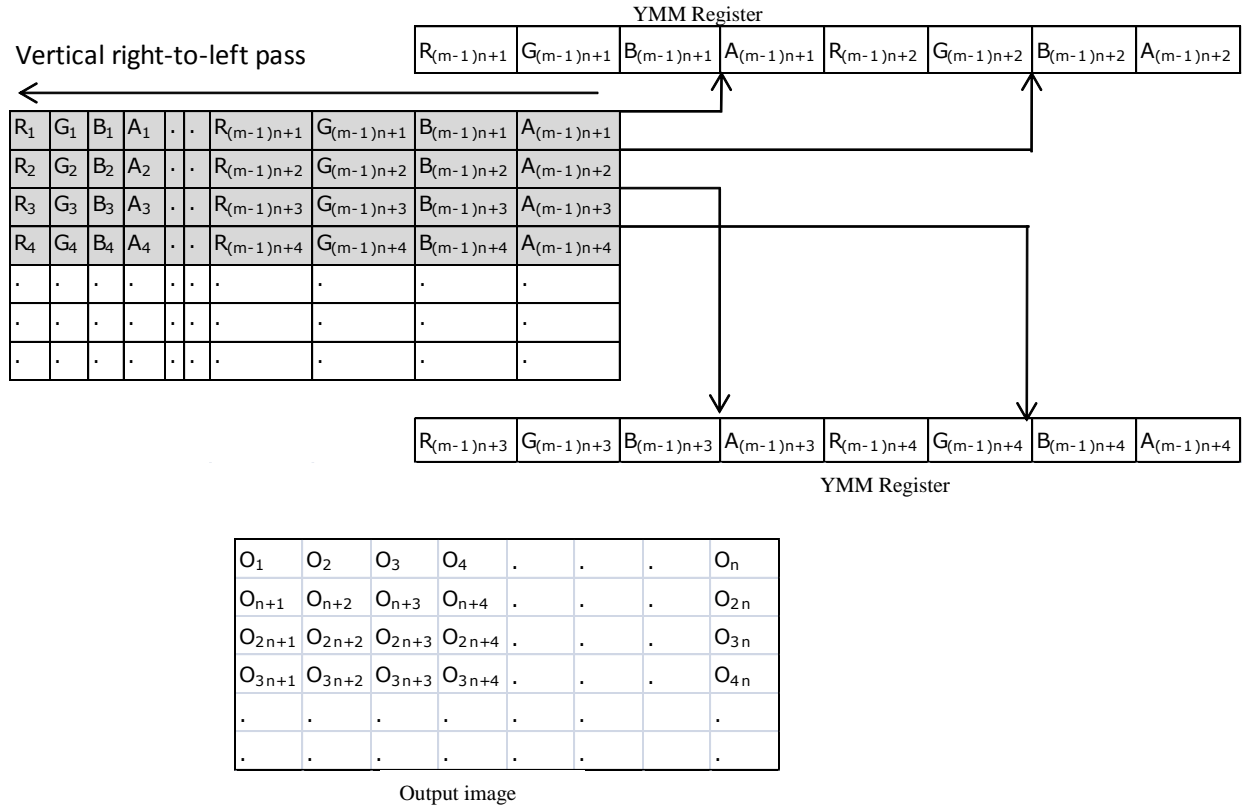 YMM Register
R(m-1)n+1 G(m-1)n+1 B(m-1)n+1 A(m-1)n+1 R(m-1)n+2 G(m-1)n+2 B(m-1)n+2 A(m-1)n+2
Vertical right-to-left pass
R1 G1 B1 A1 . . R(m-1)n+1 G(m-1)n+1 B(m-1)n+1 A(m-1)n+1
R2 G2 B2 A2 . . R(m-1)n+2 G(m-1)n+2 B(m-1)n+2 A(m-1)n+2
R3 G3 B3 A3 . . R(m-1)n+3 G(m-1)n+3 B(m-1)n+3 A(m-1)n+3
R4 G4 B4 A4 . . R(m-1)n+4 G(m-1)n+4 B(m-1)n+4 A(m-1)n+4
. . . . . . . . . .
. . . . . . . . . .
. . . . . . . . . .
R(m-1)n+3 G(m-1)n+3 B(m-1)n+3 A(m-1)n+3 R(m-1)n+4 G(m-1)n+4 B(m-1)n+4 A(m-1)n+4
YMM Register
O1 O2 O3 O4 . . . On
On+1 On+2 On+3 On+4 . . . O2n
O2n+1 O2n+2 O2n+3 O2n+4 . . . O3n
O3n+1 O3n+2 O3n+3 O3n+4 . . . O4n
. . . . . . . .
. . . . . . . .
Output image